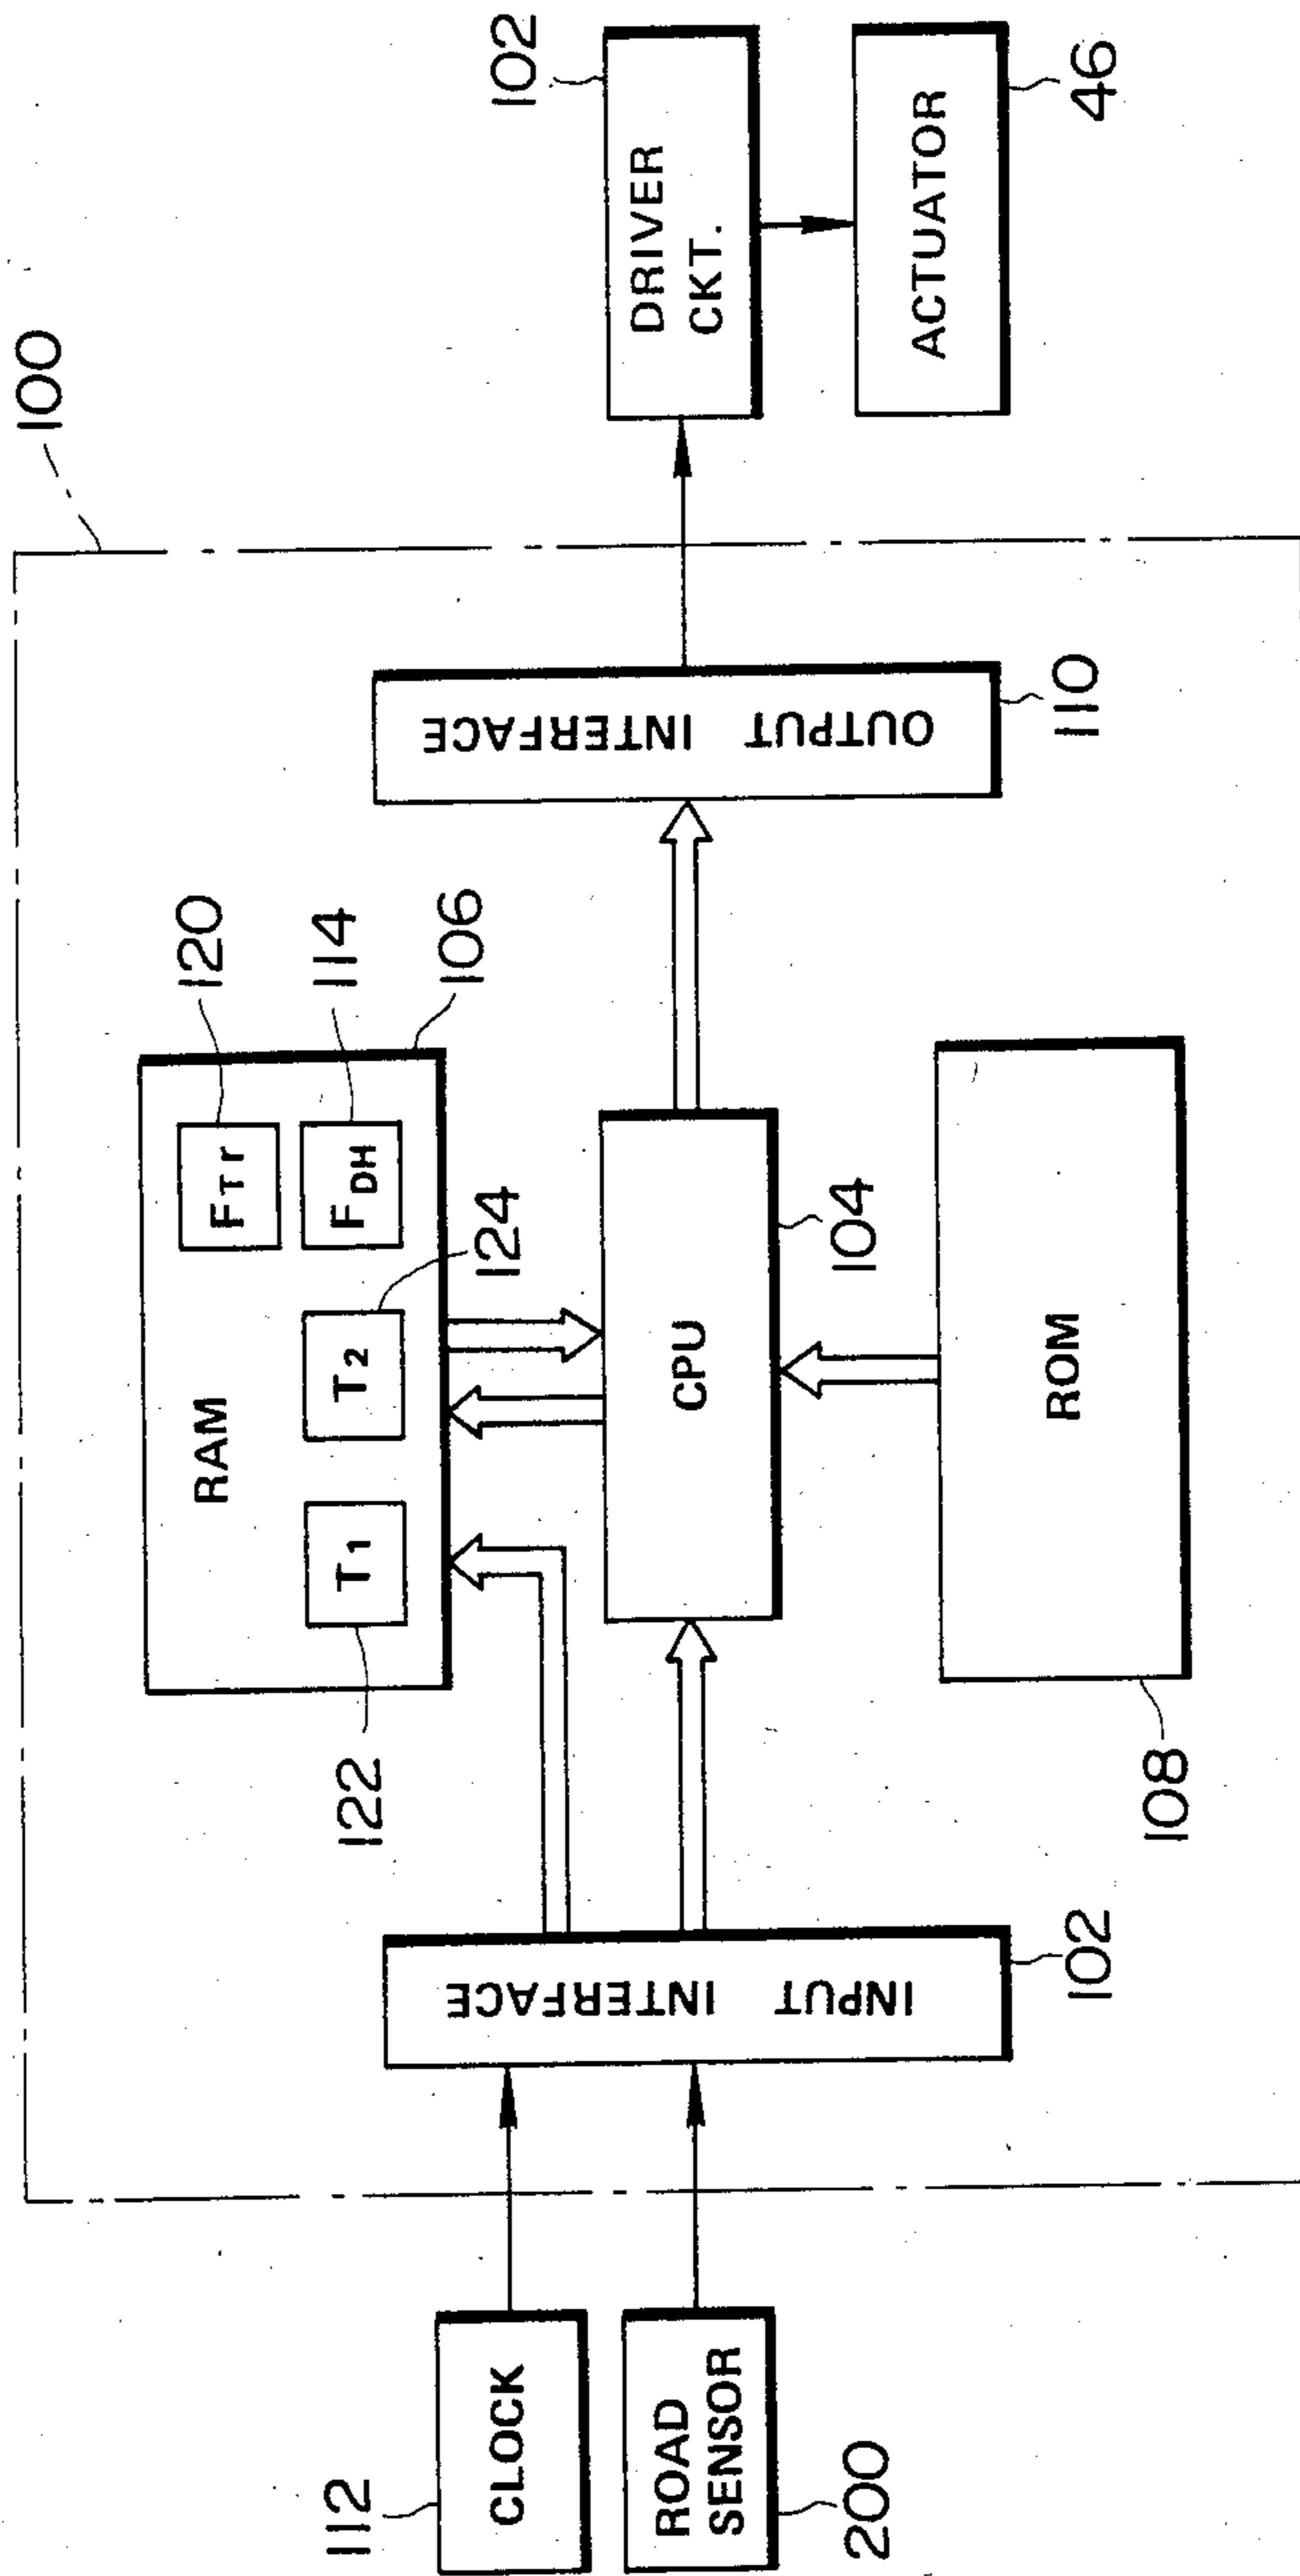 100
112
CLOCK
200
ROAD
SENSOR
INPUT INTERFACE
102
RAM
122
T1
T2
124
FTr
120
FDH
114
106
CPU
104
ROM
108
OUTPUT INTERFACE
110
DRIVER
CKT.
102
ACTUATOR
46